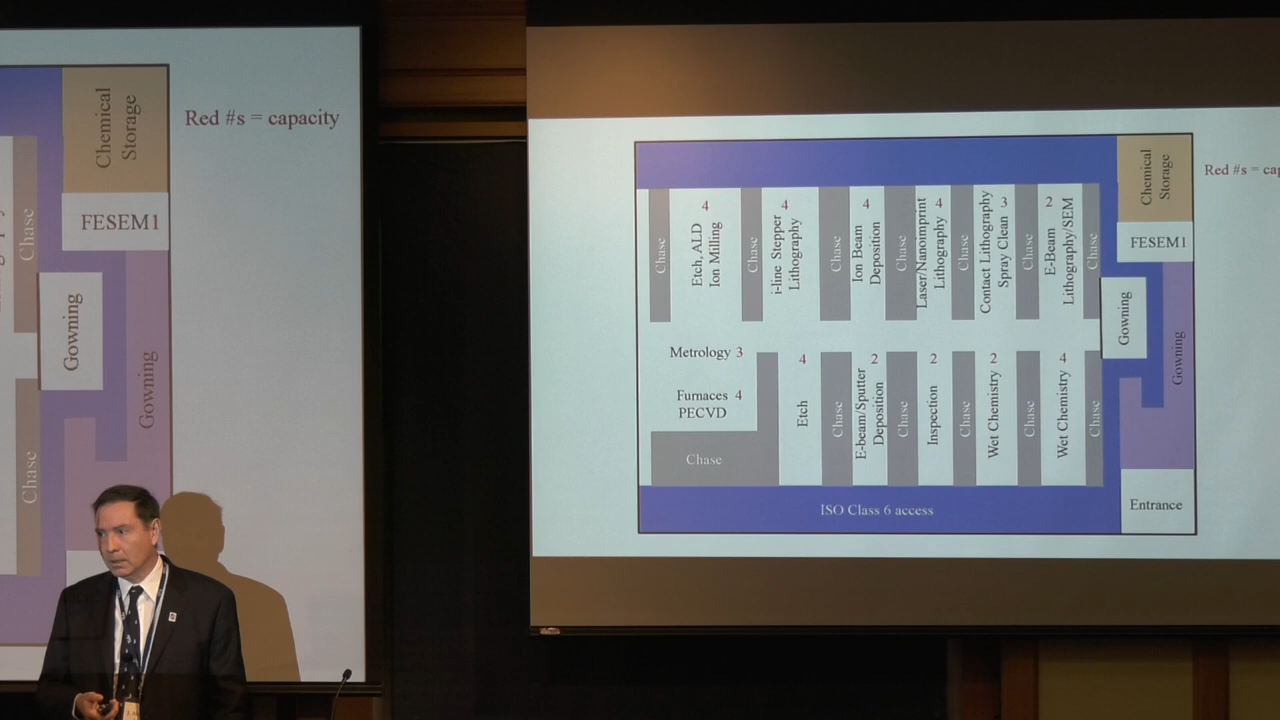 Chemical
Storage
Red #s = capacity
Chase
FESEM1
Gowning
Gowning
Chase
Chemical
Storage
Red #s =
FESEM1
Chase
4
Etch, ALD
Ion Milling
Chase
4
i-line Stepper
Lithography
Chase
4
Ion Beam
Deposition
Chase
4
Laser/Nanoimprint
Lithography
Chase
3
Contact Lithography
Spray Clean
Chase
2
E-Beam
Lithography/SEM
Chase
Gowning
Gowning
Metrology 3
Furnaces 4
PECVD
Chase
4
Etch
Chase
2
E-beam/Sputter
Deposition
Chase
2
Inspection
Chase
2
Wet Chemistry
Chase
4
Wet Chemistry
Chase
ISO Class 6 access
Entrance